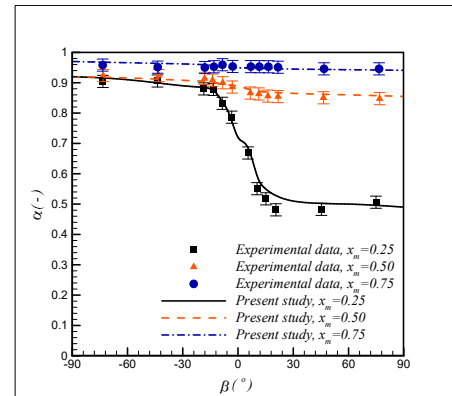 1
0.9
0.8
0.7
0.6
0.5
0.4
0.3
0.2
0.1
0
α(-)
Experimental data, x_m=0.25
Experimental data, x_m=0.50
Experimental data, x_m=0.75
Present study, x_m=0.25
Present study, x_m=0.50
Present study, x_m=0.75
-90 -60 -30 0 30 60 90
β(°)